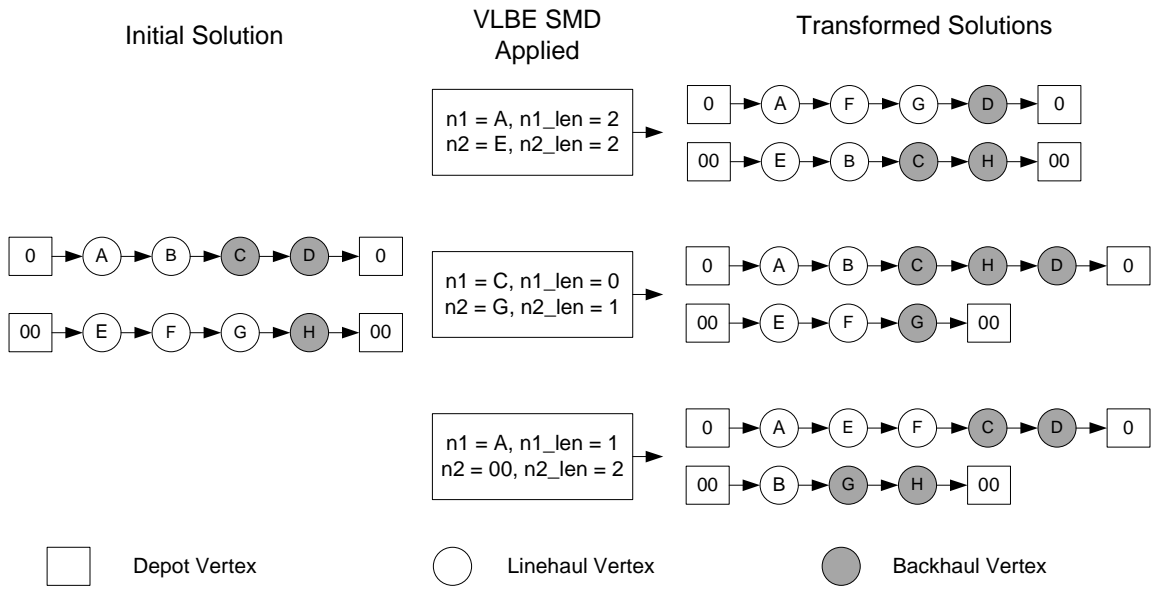 Initial Solution
VLBE SMD
Applied
Transformed Solutions
n1 = A, n1_len = 2
n2 = E, n2_len = 2
0 A F G D 0
00 E B C H 00
0 A B C D 0
00 E F G H 00
n1 = C, n1_len = 0
n2 = G, n2_len = 1
0 A B C H D 0
00 E F G 00
n1 = A, n1_len = 1
n2 = 00, n2_len = 2
0 A E F C D 0
00 B G H 00
Depot Vertex
Linehaul Vertex
Backhaul Vertex